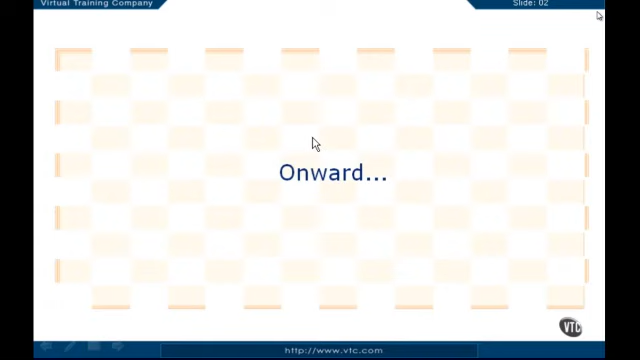 Virtual Training Company
Slide: 02
Onward...
VTC
http://www.vtc.com